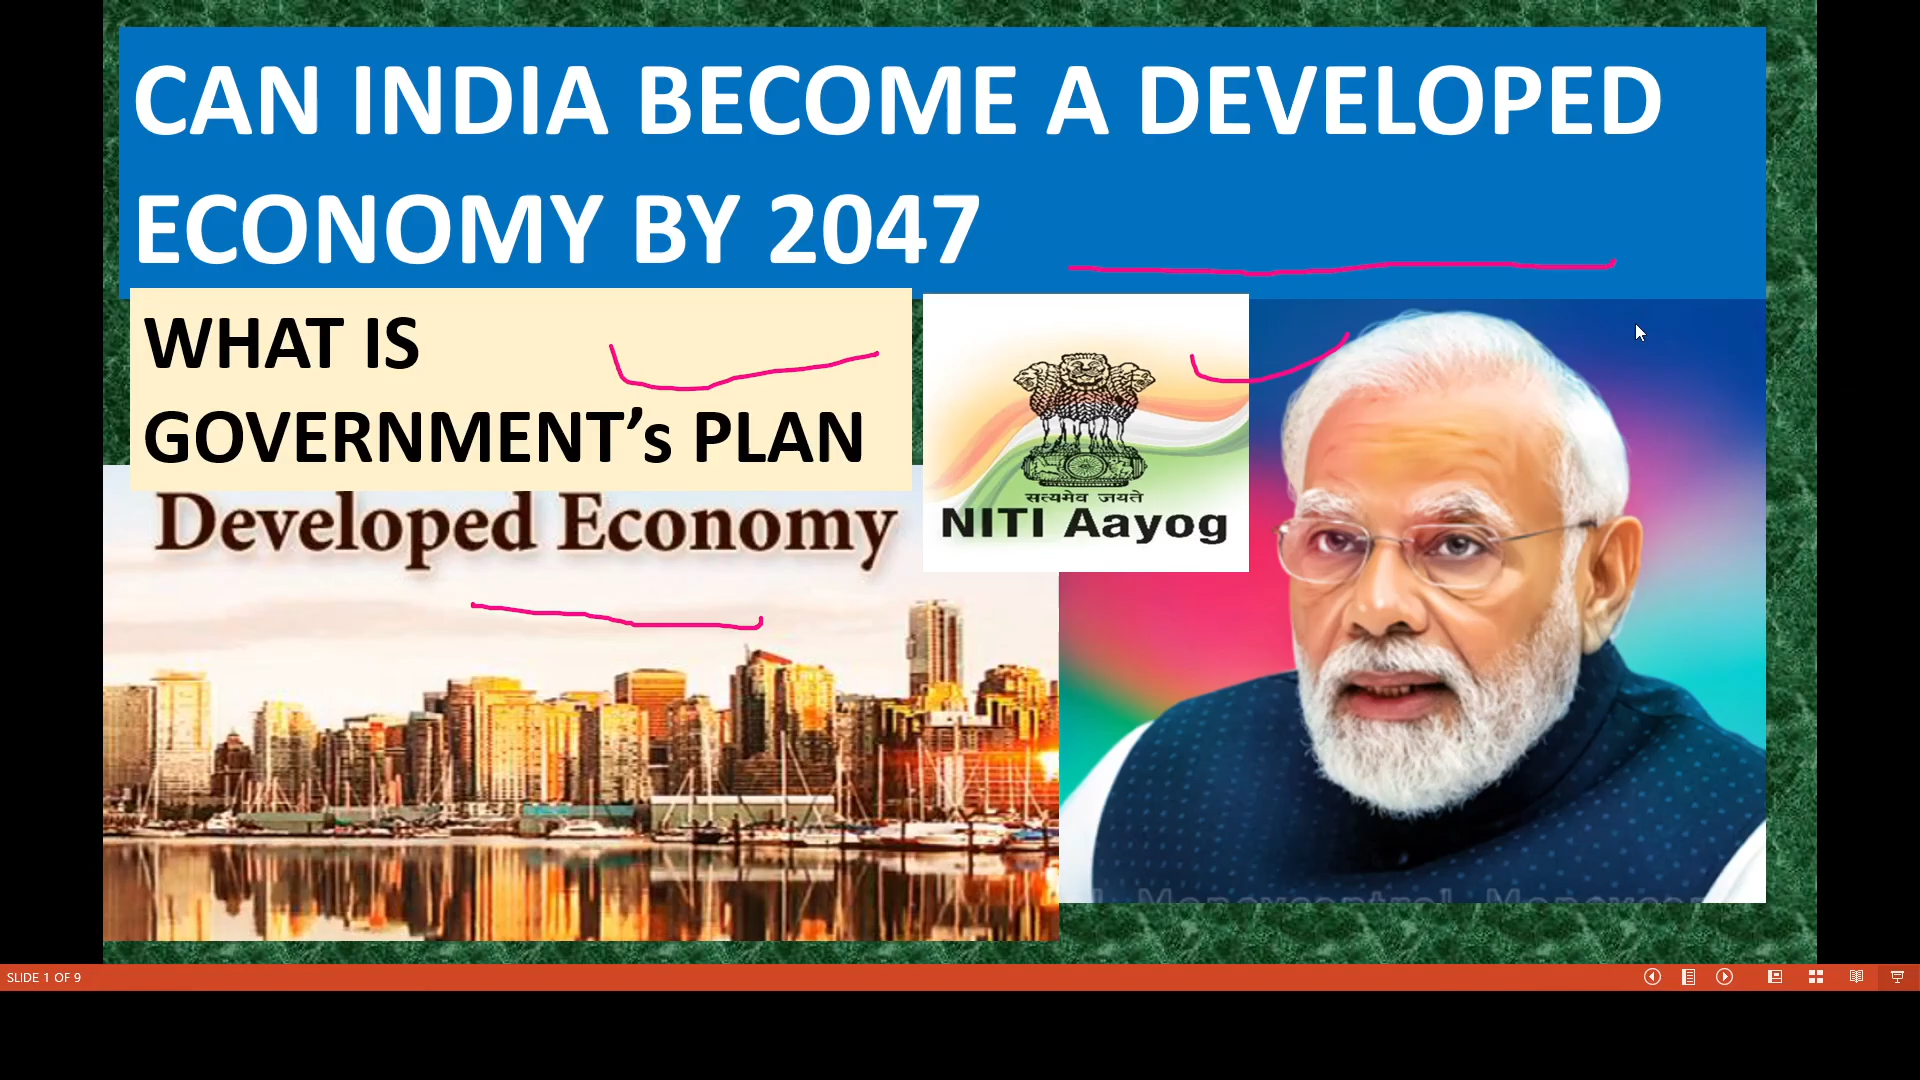 CAN INDIA BECOME A DEVELOPED
ECONOMY BY 2047
WHAT IS
GOVERNMENT’s PLAN
Developed Economy
सत्यमेव जयते
NITI Aayog
Moneycontrol
SLIDE 1 OF 9